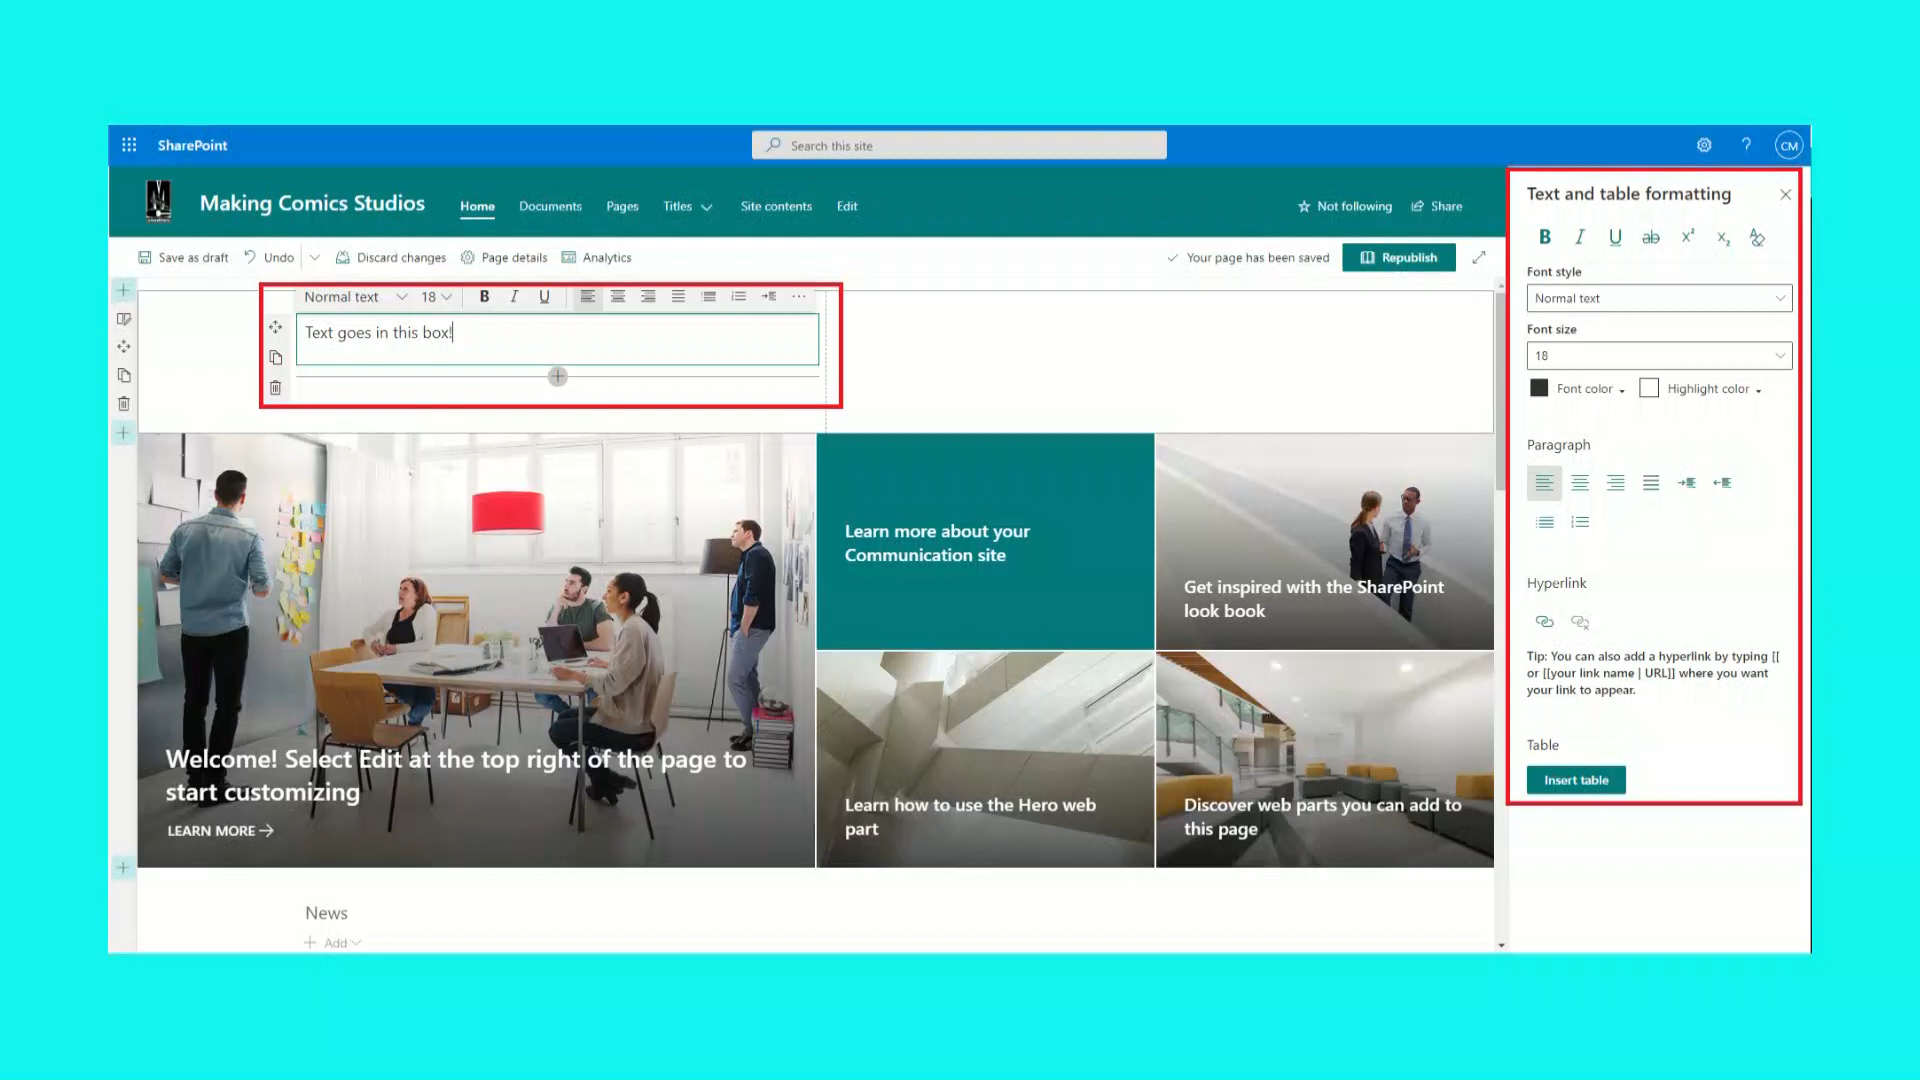 SharePoint
Search this site
?
CM
M
Making Comics Studios
Home
Documents
Pages
Titles
Site contents
Edit
Not following
Share
Save as draft
Undo
Discard changes
Page details
Analytics
Your page has been saved
Republish
Normal text
18
B
I
U
Text goes in this box!
Welcome! Select Edit at the top right of the page to
start customizing
LEARN MORE
Learn more about your
Communication site
Get inspired with the SharePoint
look book
Learn how to use the Hero web
part
Discover web parts you can add to
this page
News
Add
Text and table formatting
B
I
U
ab
x²
x₂
Font style
Normal text
Font size
18
Font color
Highlight color
Paragraph
Hyperlink
Tip: You can also add a hyperlink by typing [[
or [[your link name | URL]] where you want
your link to appear.
Table
Insert table